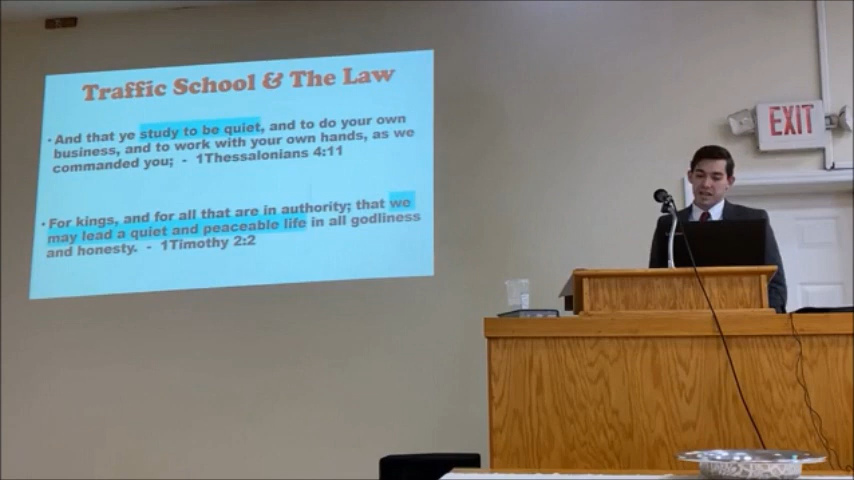 Traffic School & The Law
• And that ye study to be quiet, and to do your own
business, and to work with your own hands, as we
commanded you; - 1Thessalonians 4:11
• For kings, and for all that are in authority; that we
may lead a quiet and peaceable life in all godliness
and honesty. - 1Timothy 2:2
EXIT